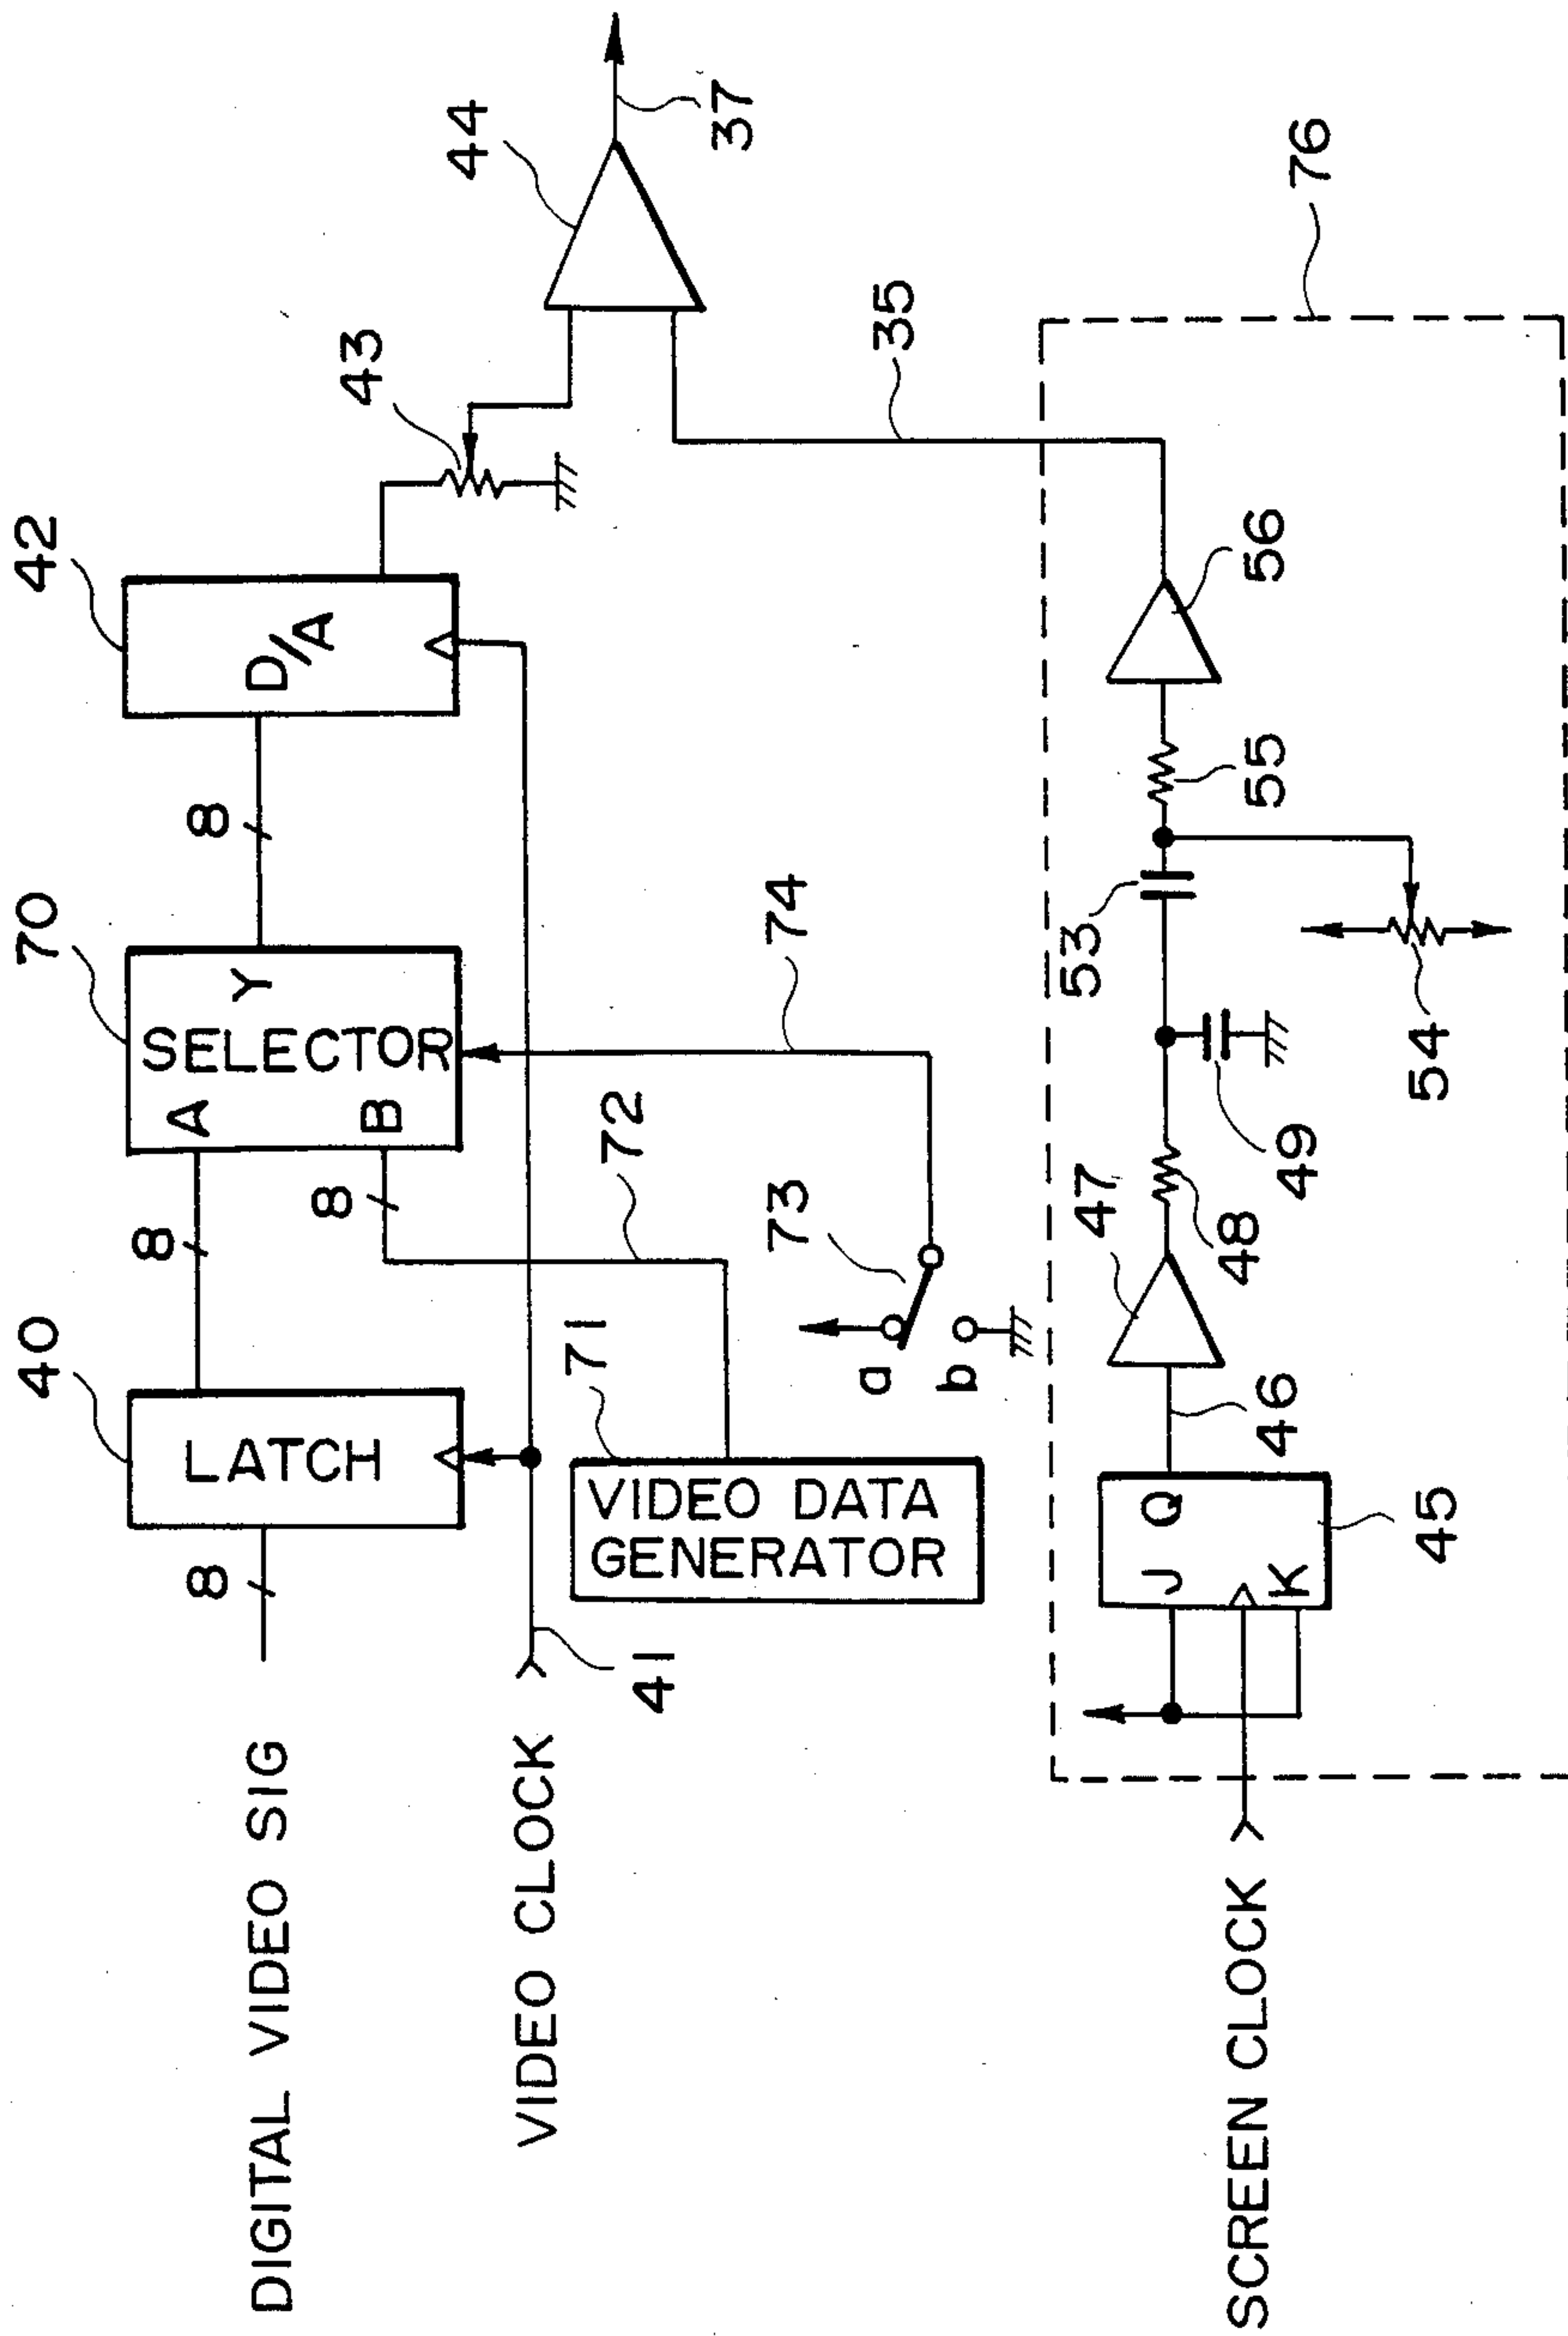 DIGITAL VIDEO SIG
8
40
LATCH
8
70
A
B
Y
SELECTOR
8
8
42
D/A
43
44
37
VIDEO CLOCK
41
71
VIDEO DATA
GENERATOR
72
73
a
b
74
35
76
SCREEN CLOCK
J
Q
K
45
46
47
48
49
53
54
55
56